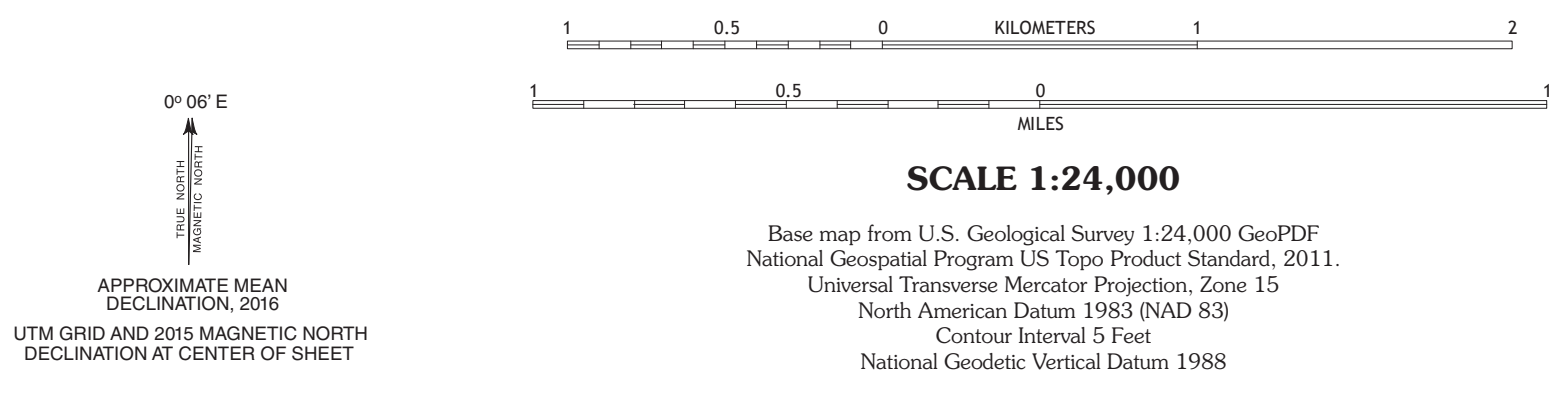 1 0.5 0 KILOMETERS 1 2
1 0.5 0 1
MILES
SCALE 1:24,000
Base map from U.S. Geological Survey 1:24,000 GeoPDF
National Geospatial Program US Topo Product Standard, 2011.
Universal Transverse Mercator Projection, Zone 15
North American Datum 1983 (NAD 83)
Contour Interval 5 Feet
National Geodetic Vertical Datum 1988
0º 06’ E
TRUE NORTH
MAGNETIC NORTH
APPROXIMATE MEAN
DECLINATION, 2016
UTM GRID AND 2015 MAGNETIC NORTH
DECLINATION AT CENTER OF SHEET